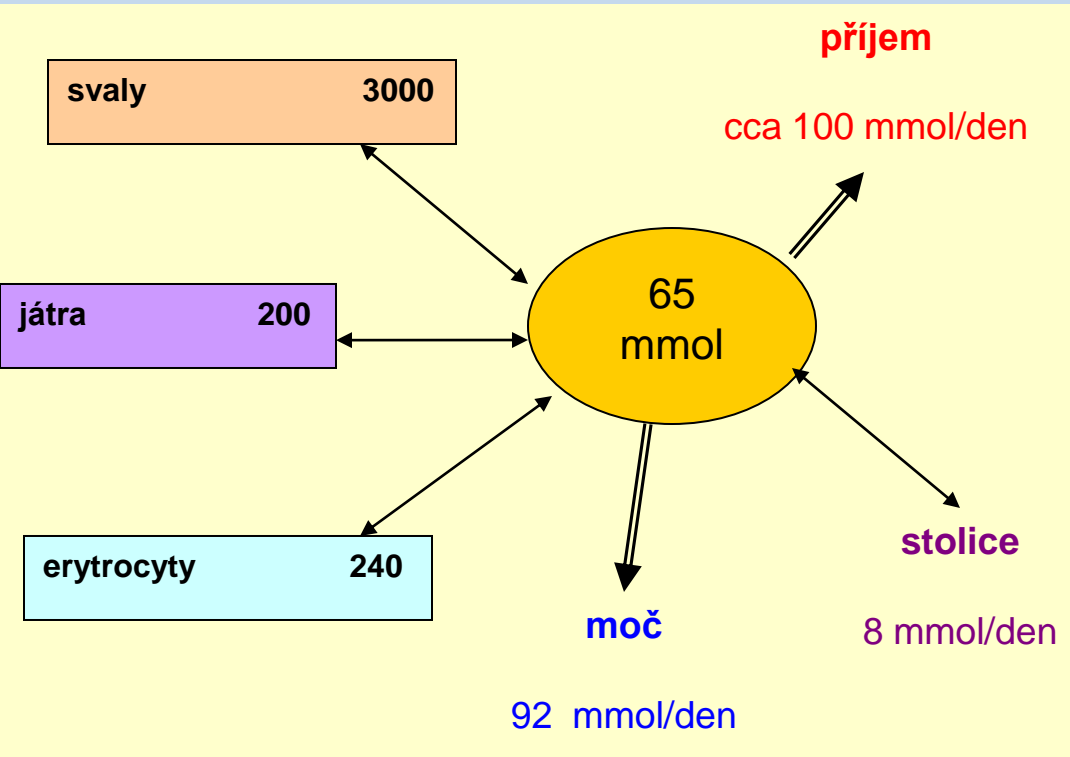 příjem
svaly 3000
cca 100 mmol/den
65
mmol
játra 200
stolice
erytrocyty 240
moč
8 mmol/den
92 mmol/den